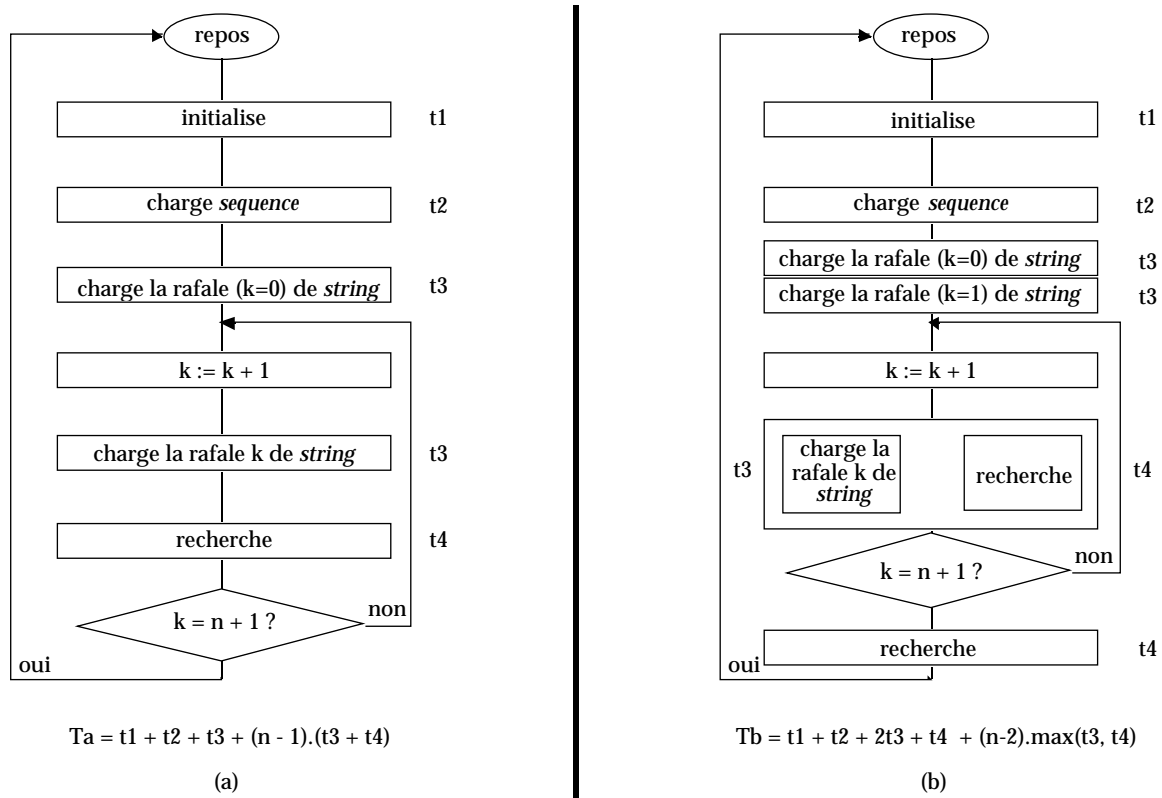 repos
initialise
t1
charge sequence
t2
charge la rafale (k=0) de string
t3
k := k + 1
charge la rafale k de string
t3
recherche
t4
k = n + 1 ?
non
oui
Ta = t1 + t2 + t3 + (n - 1).(t3 + t4)
(a)
repos
initialise
t1
charge sequence
t2
charge la rafale (k=0) de string
t3
charge la rafale (k=1) de string
t3
k := k + 1
t3
charge la
rafale k de
string
recherche
t4
k = n + 1 ?
non
recherche
t4
oui
Tb = t1 + t2 + 2t3 + t4 + (n-2).max(t3, t4)
(b)